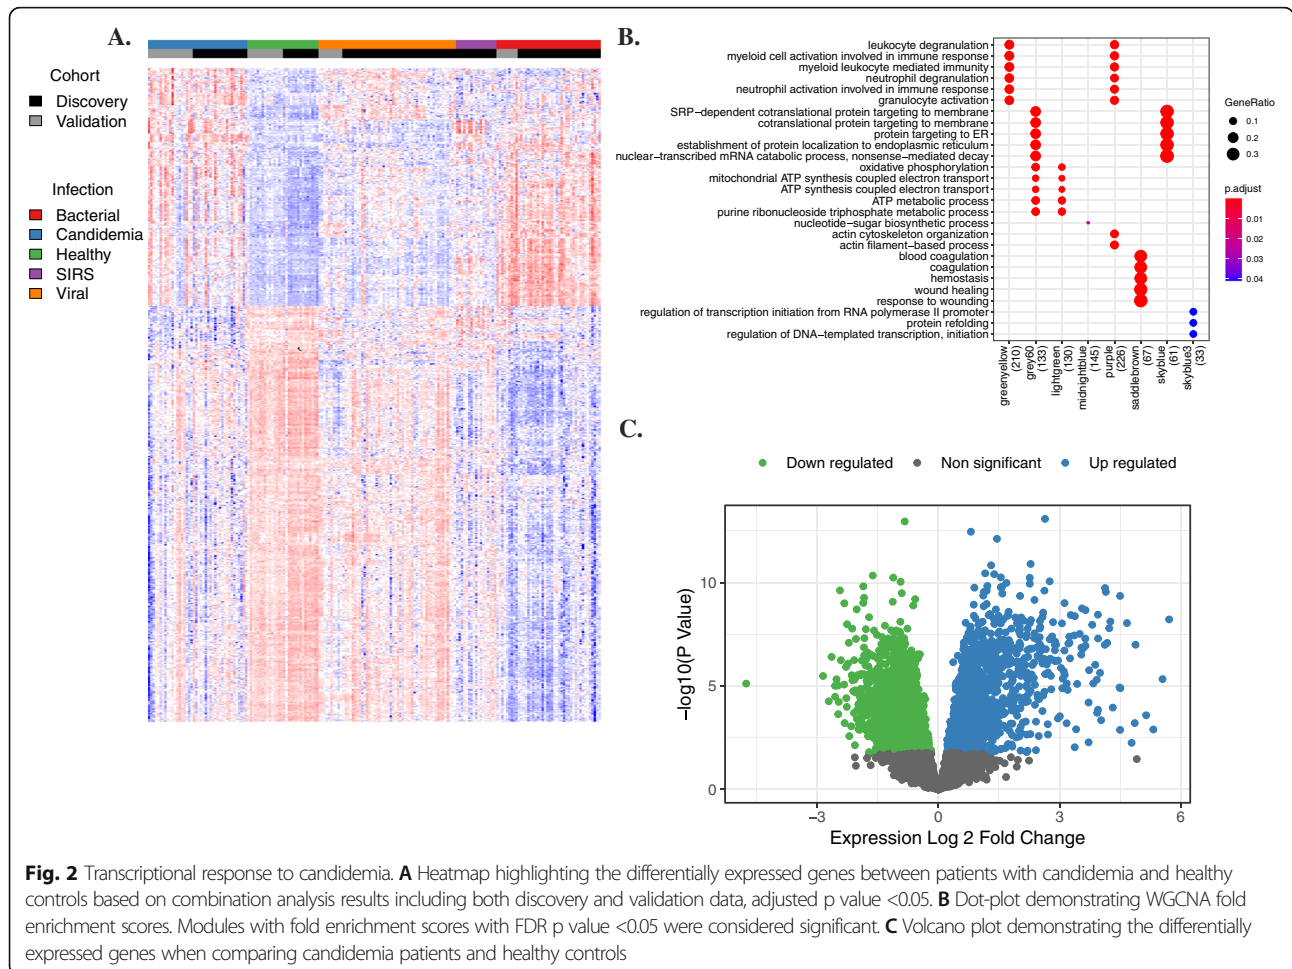 A.
Cohort
Discovery
Validation
Infection
Bacterial
Candidemia
Healthy
SIRS
Viral
B.
leukocyte degranulation
myeloid cell activation involved in immune response
myeloid leukocyte mediated immunity
neutrophil degranulation
neutrophil activation involved in immune response
granulocyte activation
SRP−dependent cotranslational protein targeting to membrane
cotranslational protein targeting to membrane
protein targeting to ER
establishment of protein localization to endoplasmic reticulum
nuclear−transcribed mRNA catabolic process, nonsense−mediated decay
oxidative phosphorylation
mitochondrial ATP synthesis coupled electron transport
ATP synthesis coupled electron transport
ATP metabolic process
purine ribonucleoside triphosphate metabolic process
nucleotide−sugar biosynthetic process
actin cytoskeleton organization
actin filament−based process
blood coagulation
coagulation
hemostasis
wound healing
response to wounding
regulation of transcription initiation from RNA polymerase II promoter
protein refolding
regulation of DNA−templated transcription, initiation
greenyellow
(210)
grey60
(133)
lightgreen
(130)
midnightblue
(145)
purple
(226)
saddlebrown
(67)
skyblue
(61)
skyblue3
(33)
GeneRatio
0.1
0.2
0.3
p.adjust
0.01
0.02
0.03
0.04
C.
Down regulated
Non significant
Up regulated
−log10(P Value)
10
5
0
−3
0
3
6
Expression Log 2 Fold Change
Fig. 2 Transcriptional response to candidemia. A Heatmap highlighting the differentially expressed genes between patients with candidemia and healthy
controls based on combination analysis results including both discovery and validation data, adjusted p value <0.05. B Dot-plot demonstrating WGCNA fold
enrichment scores. Modules with fold enrichment scores with FDR p value <0.05 were considered significant. C Volcano plot demonstrating the differentially
expressed genes when comparing candidemia patients and healthy controls